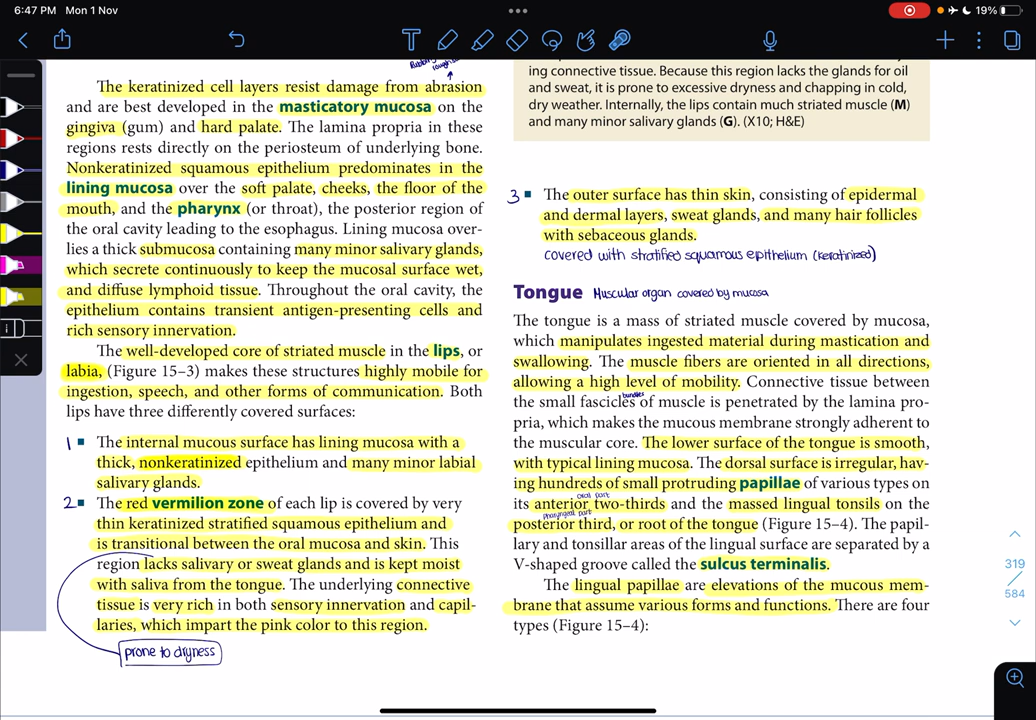 6:47 PM Mon 1 Nov
19%
The keratinized cell layers resist damage from abrasion
and are best developed in the masticatory mucosa on the
gingiva (gum) and hard palate. The lamina propria in these
regions rests directly on the periosteum of underlying bone.
Nonkeratinized squamous epithelium predominates in the
lining mucosa over the soft palate, cheeks, the floor of the
mouth, and the pharynx (or throat), the posterior region of
the oral cavity leading to the esophagus. Lining mucosa over-
lies a thick submucosa containing many minor salivary glands,
which secrete continuously to keep the mucosal surface wet,
and diffuse lymphoid tissue. Throughout the oral cavity, the
epithelium contains transient antigen-presenting cells and
rich sensory innervation.
The well-developed core of striated muscle in the lips, or
labia, (Figure 15–3) makes these structures highly mobile for
ingestion, speech, and other forms of communication. Both
lips have three differently covered surfaces:
1 ■ The internal mucous surface has lining mucosa with a
thick, nonkeratinized epithelium and many minor labial
salivary glands.
2 ■ The red vermilion zone of each lip is covered by very
thin keratinized stratified squamous epithelium and
is transitional between the oral mucosa and skin. This
region lacks salivary or sweat glands and is kept moist
with saliva from the tongue. The underlying connective
tissue is very rich in both sensory innervation and capil-
laries, which impart the pink color to this region.
prone to dryness
ing connective tissue. Because this region lacks the glands for oil
and sweat, it is prone to excessive dryness and chapping in cold,
dry weather. Internally, the lips contain much striated muscle (M)
and many minor salivary glands (G). (X10; H&E)
3 ■ The outer surface has thin skin, consisting of epidermal
and dermal layers, sweat glands, and many hair follicles
with sebaceous glands.
covered with stratified squamous epithelium (keratinized)
Tongue Muscular organ covered by mucosa
The tongue is a mass of striated muscle covered by mucosa,
which manipulates ingested material during mastication and
swallowing. The muscle fibers are oriented in all directions,
allowing a high level of mobility. Connective tissue between
bundles
the small fascicles of muscle is penetrated by the lamina pro-
pria, which makes the mucous membrane strongly adherent to
the muscular core. The lower surface of the tongue is smooth,
with typical lining mucosa. The dorsal surface is irregular, hav-
ing hundreds of small protruding papillae of various types on
oral part
its anterior two-thirds and the massed lingual tonsils on the
pharyngeal part
posterior third, or root of the tongue (Figure 15–4). The papil-
lary and tonsillar areas of the lingual surface are separated by a
V-shaped groove called the sulcus terminalis.
The lingual papillae are elevations of the mucous mem-
brane that assume various forms and functions. There are four
types (Figure 15–4):
319
584